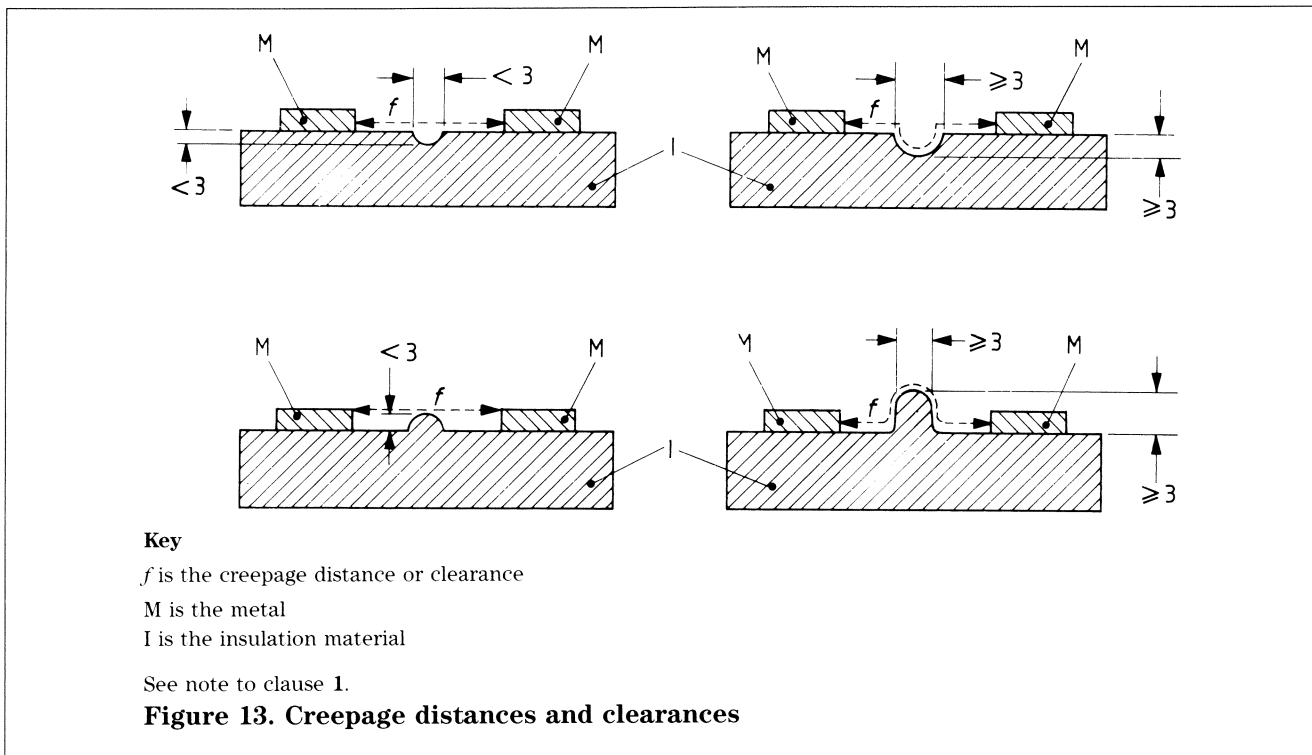 M
M
< 3
f
< 3
M
M
≥3
f
≥3
I
M
M
< 3
f
M
M
≥3
f
≥3
I
Key
f is the creepage distance or clearance
M is the metal
I is the insulation material
See note to clause 1.
Figure 13. Creepage distances and clearances